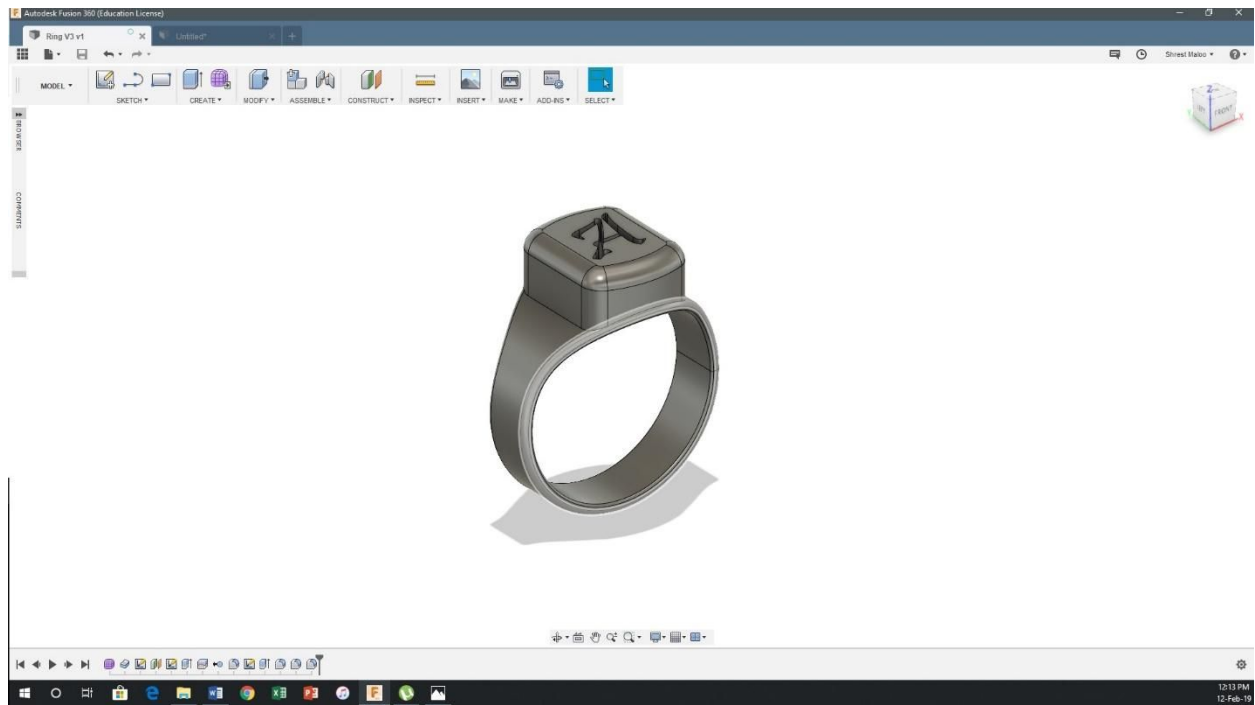 Autodesk Fusion 360 (Education License)
Ring V3 v1
Untitled*
Shrest Maloo
MODEL
SKETCH
CREATE
MODIFY
ASSEMBLE
CONSTRUCT
INSPECT
INSERT
MAKE
ADD-INS
SELECT
Z
FRONT
X
BROWSER
COMMENTS
A
12:13 PM
12-Feb-19